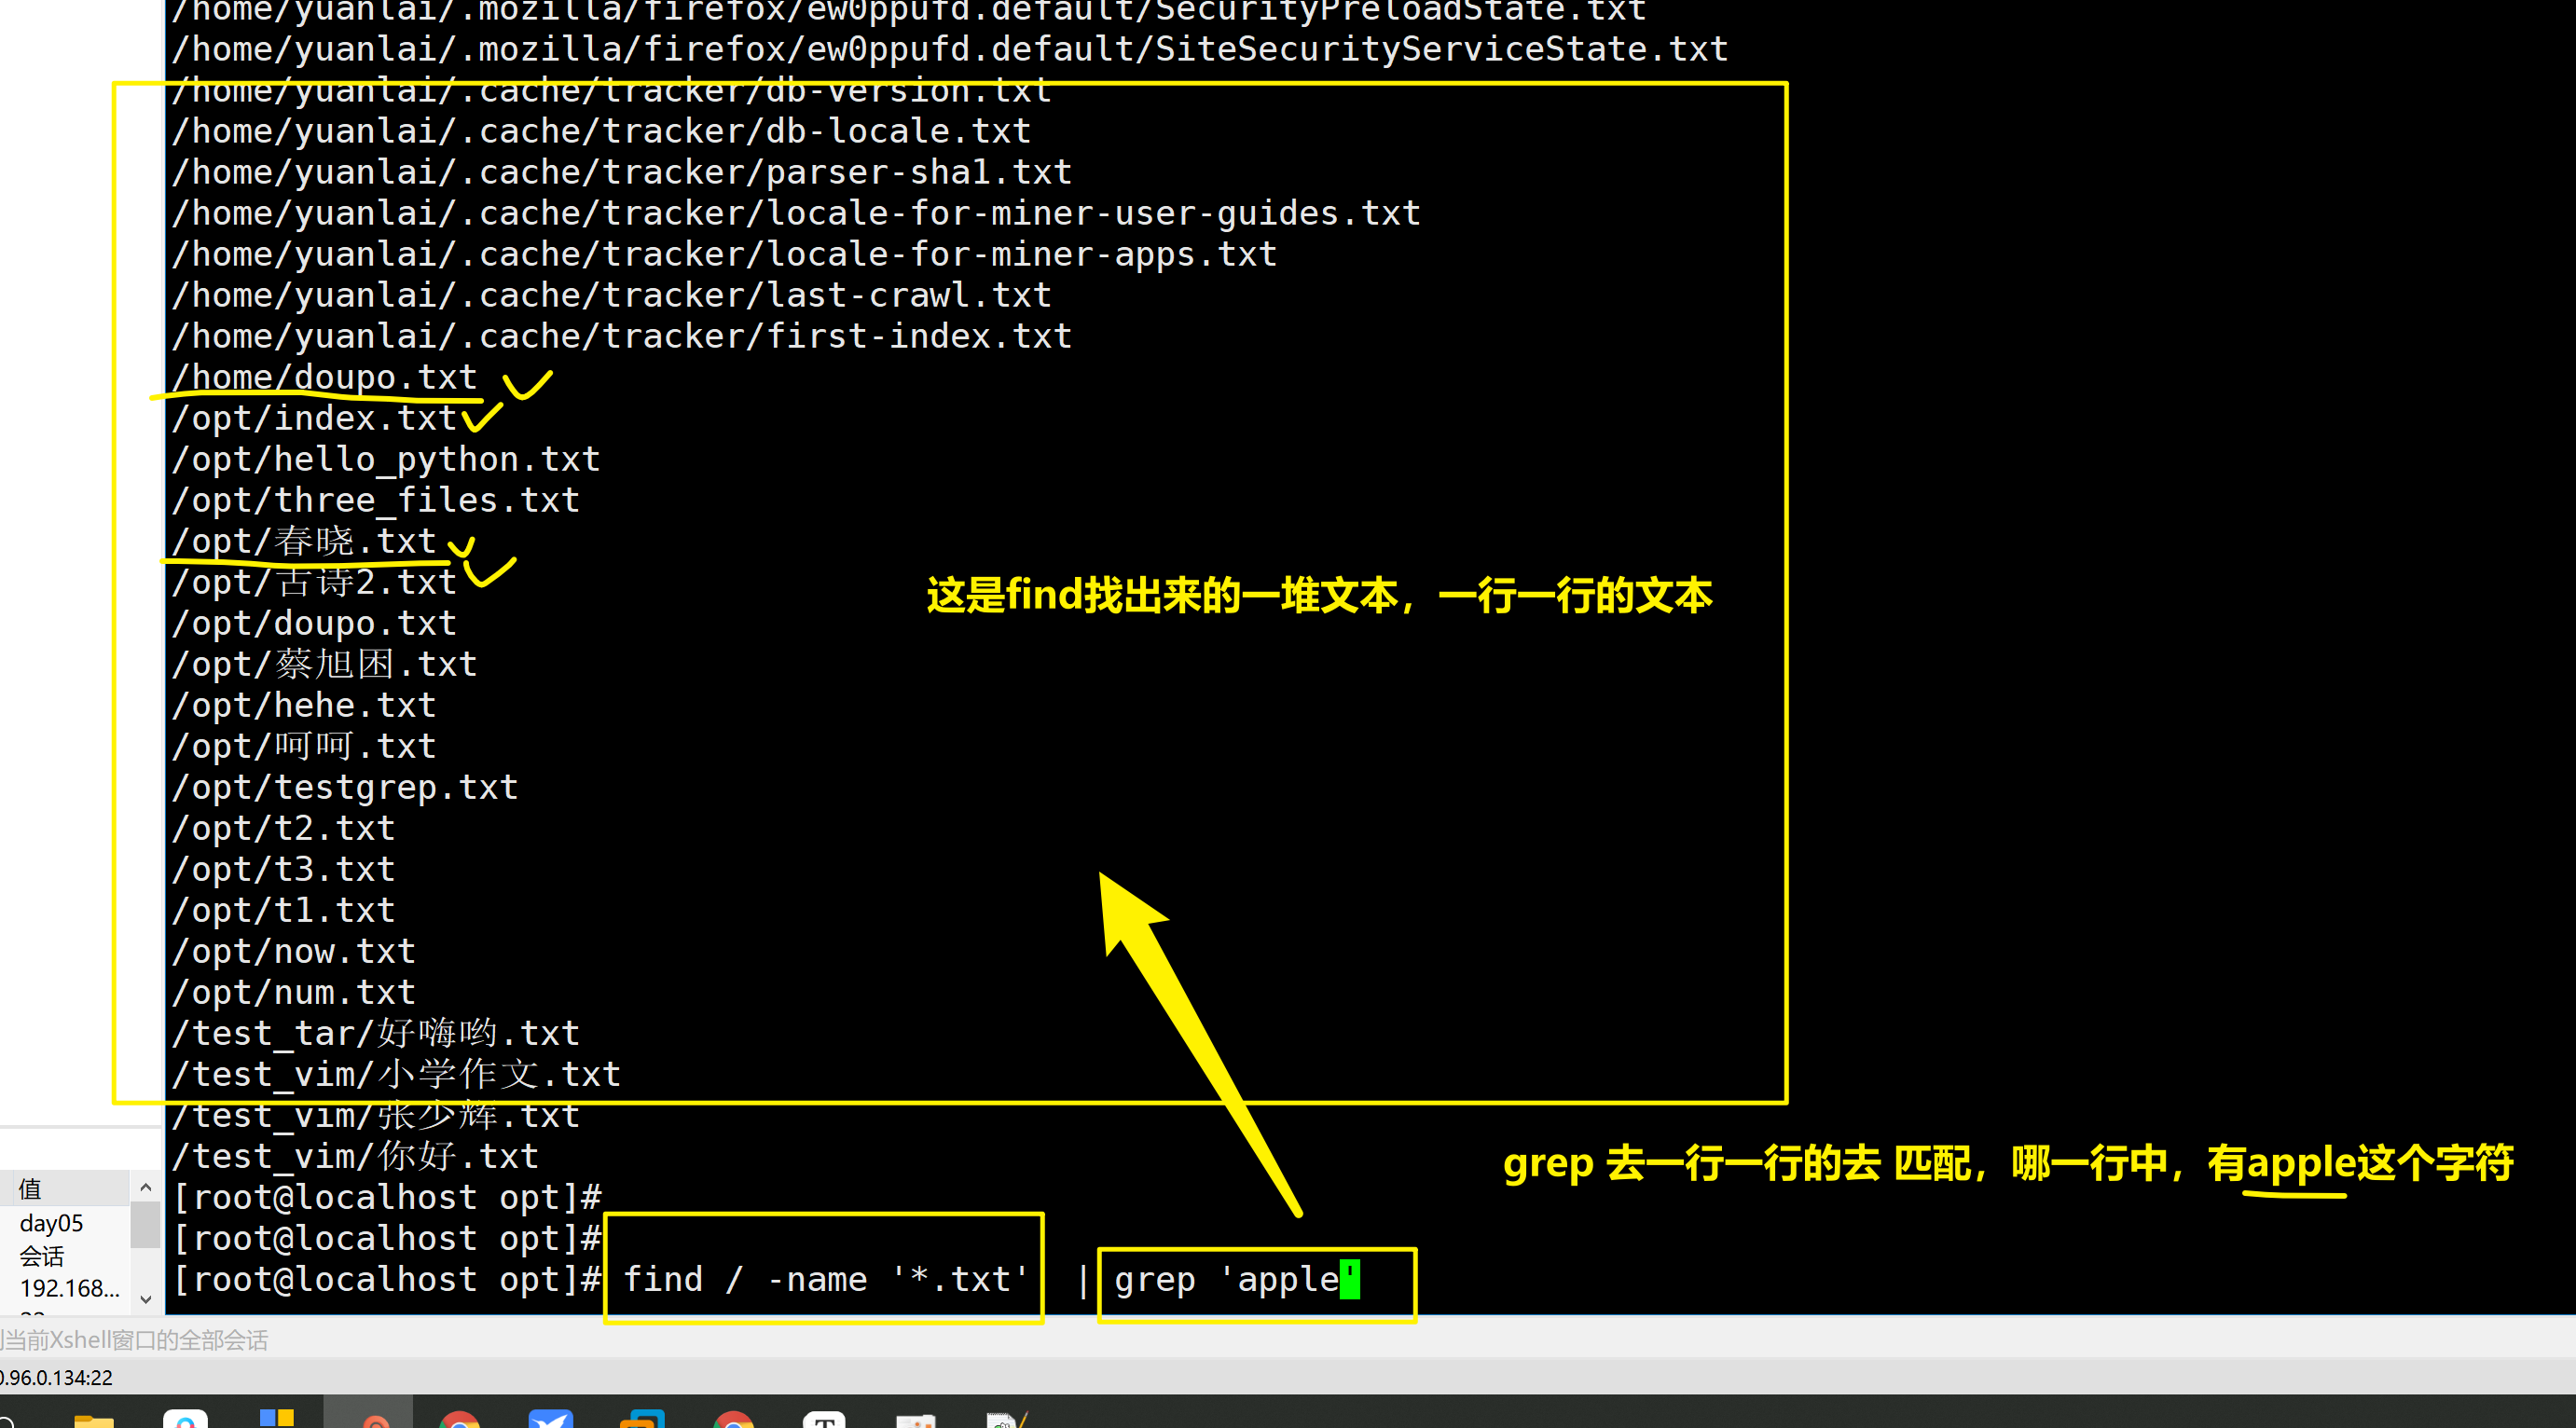 /home/yuanlai/.mozilla/firefox/ew0ppufd.default/SecurityPreloadState.txt
/home/yuanlai/.mozilla/firefox/ew0ppufd.default/SiteSecurityServiceState.txt
/home/yuanlai/.cache/tracker/db-version.txt
/home/yuanlai/.cache/tracker/db-locale.txt
/home/yuanlai/.cache/tracker/parser-sha1.txt
/home/yuanlai/.cache/tracker/locale-for-miner-user-guides.txt
/home/yuanlai/.cache/tracker/locale-for-miner-apps.txt
/home/yuanlai/.cache/tracker/last-crawl.txt
/home/yuanlai/.cache/tracker/first-index.txt
/home/doupo.txt
/opt/index.txt
/opt/hello_python.txt
/opt/three_files.txt
/opt/春晓.txt
/opt/古诗2.txt
这是find找出来的一堆文本，一行一行的文本
/opt/doupo.txt
/opt/蔡旭困.txt
/opt/hehe.txt
/opt/呵呵.txt
/opt/testgrep.txt
/opt/t2.txt
/opt/t3.txt
/opt/t1.txt
/opt/now.txt
/opt/num.txt
/test_tar/好嗨哟.txt
/test_vim/小学作文.txt
/test_vim/张少辉.txt
/test_vim/你好.txt
grep 去一行一行的去 匹配，哪一行中，有apple这个字符
[root@localhost opt]#
[root@localhost opt]#
[root@localhost opt]# find / -name '*.txt'  | grep 'apple'
值
day05
会话
192.168...
当前Xshell窗口的全部会话
.96.0.134:22